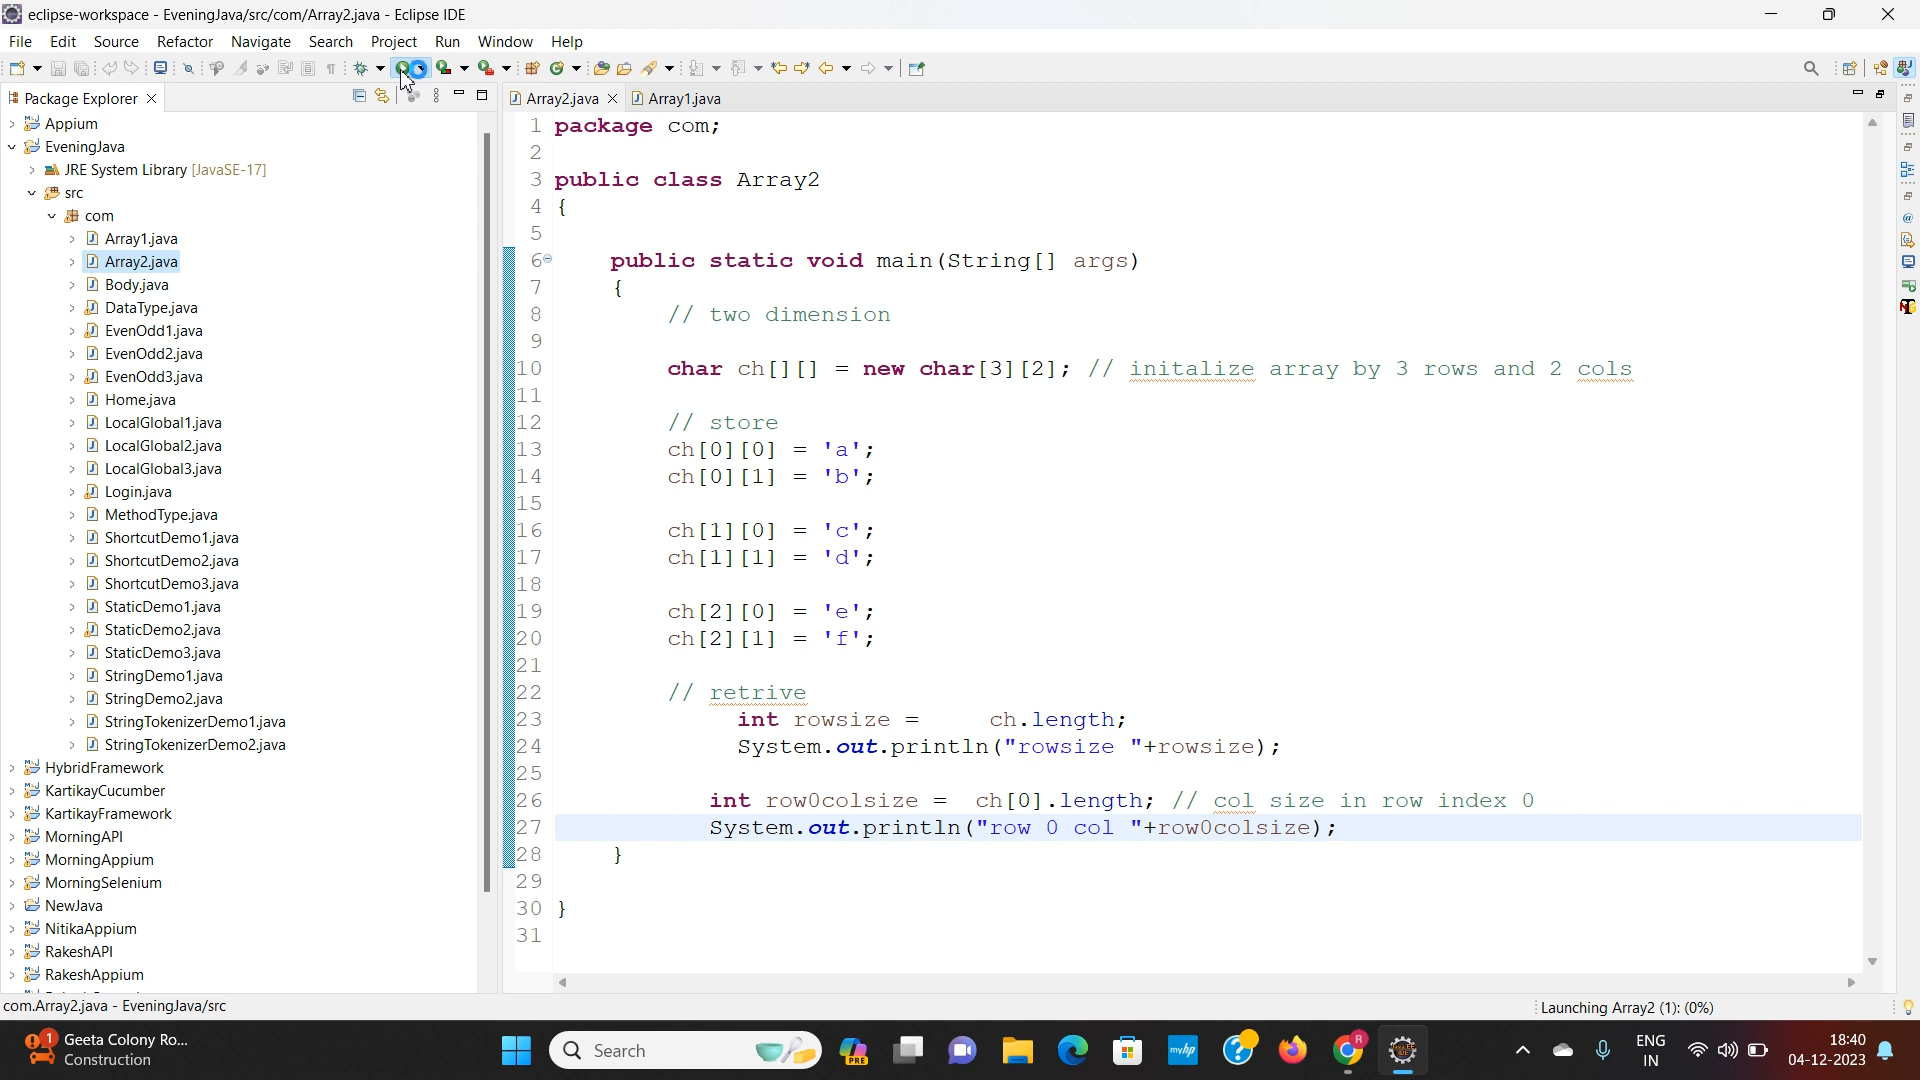 eclipse-workspace - EveningJava/src/com/Array2.java - Eclipse IDE
File Edit Source Refactor Navigate Search Project Run Window Help
Package Explorer
Array2.java Array1.java
Appium
EveningJava
JRE System Library [JavaSE-17]
src
com
Array1.java
Array2.java
Body.java
DataType.java
EvenOdd1.java
EvenOdd2.java
EvenOdd3.java
Home.java
LocalGlobal1.java
LocalGlobal2.java
LocalGlobal3.java
Login.java
MethodType.java
ShortcutDemo1.java
ShortcutDemo2.java
ShortcutDemo3.java
StaticDemo1.java
StaticDemo2.java
StaticDemo3.java
StringDemo1.java
StringDemo2.java
StringTokenizerDemo1.java
StringTokenizerDemo2.java
HybridFramework
KartikayCucumber
KartikayFramework
MorningAPI
MorningAppium
MorningSelenium
NewJava
NitikaAppium
RakeshAPI
RakeshAppium
1 package com;
2
3 public class Array2
4 {
5
6 public static void main(String[] args)
7 {
8 // two dimension
9
10 char ch[][] = new char[3][2]; // initalize array by 3 rows and 2 cols
11
12 // store
13 ch[0][0] = 'a';
14 ch[0][1] = 'b';
15
16 ch[1][0] = 'c';
17 ch[1][1] = 'd';
18
19 ch[2][0] = 'e';
20 ch[2][1] = 'f';
21
22 // retrive
23 int rowsize = ch.length;
24 System.out.println("rowsize "+rowsize);
25
26 int row0colsize = ch[0].length; // col size in row index 0
27 System.out.println("row 0 col "+row0colsize);
28 }
29
30 }
31
com.Array2.java - EveningJava/src
Launching Array2 (1): (0%)
1 Geeta Colony Ro...
Construction
Search
PRE
myhp
R
ENG
IN
18:40
04-12-2023